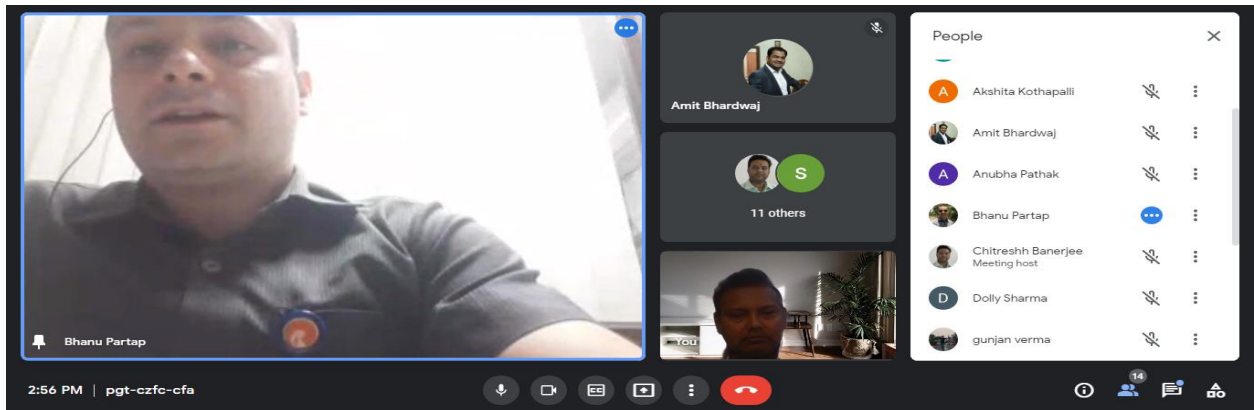 Bhanu Partap
Amit Bhardwaj
S
11 others
You
People
A
Akshita Kothapalli
Amit Bhardwaj
A
Anubha Pathak
Bhanu Partap
Chitreshh Banerjee
Meeting host
D
Dolly Sharma
gunjan verma
2:56 PM | pgt-czfc-cfa
CC
14